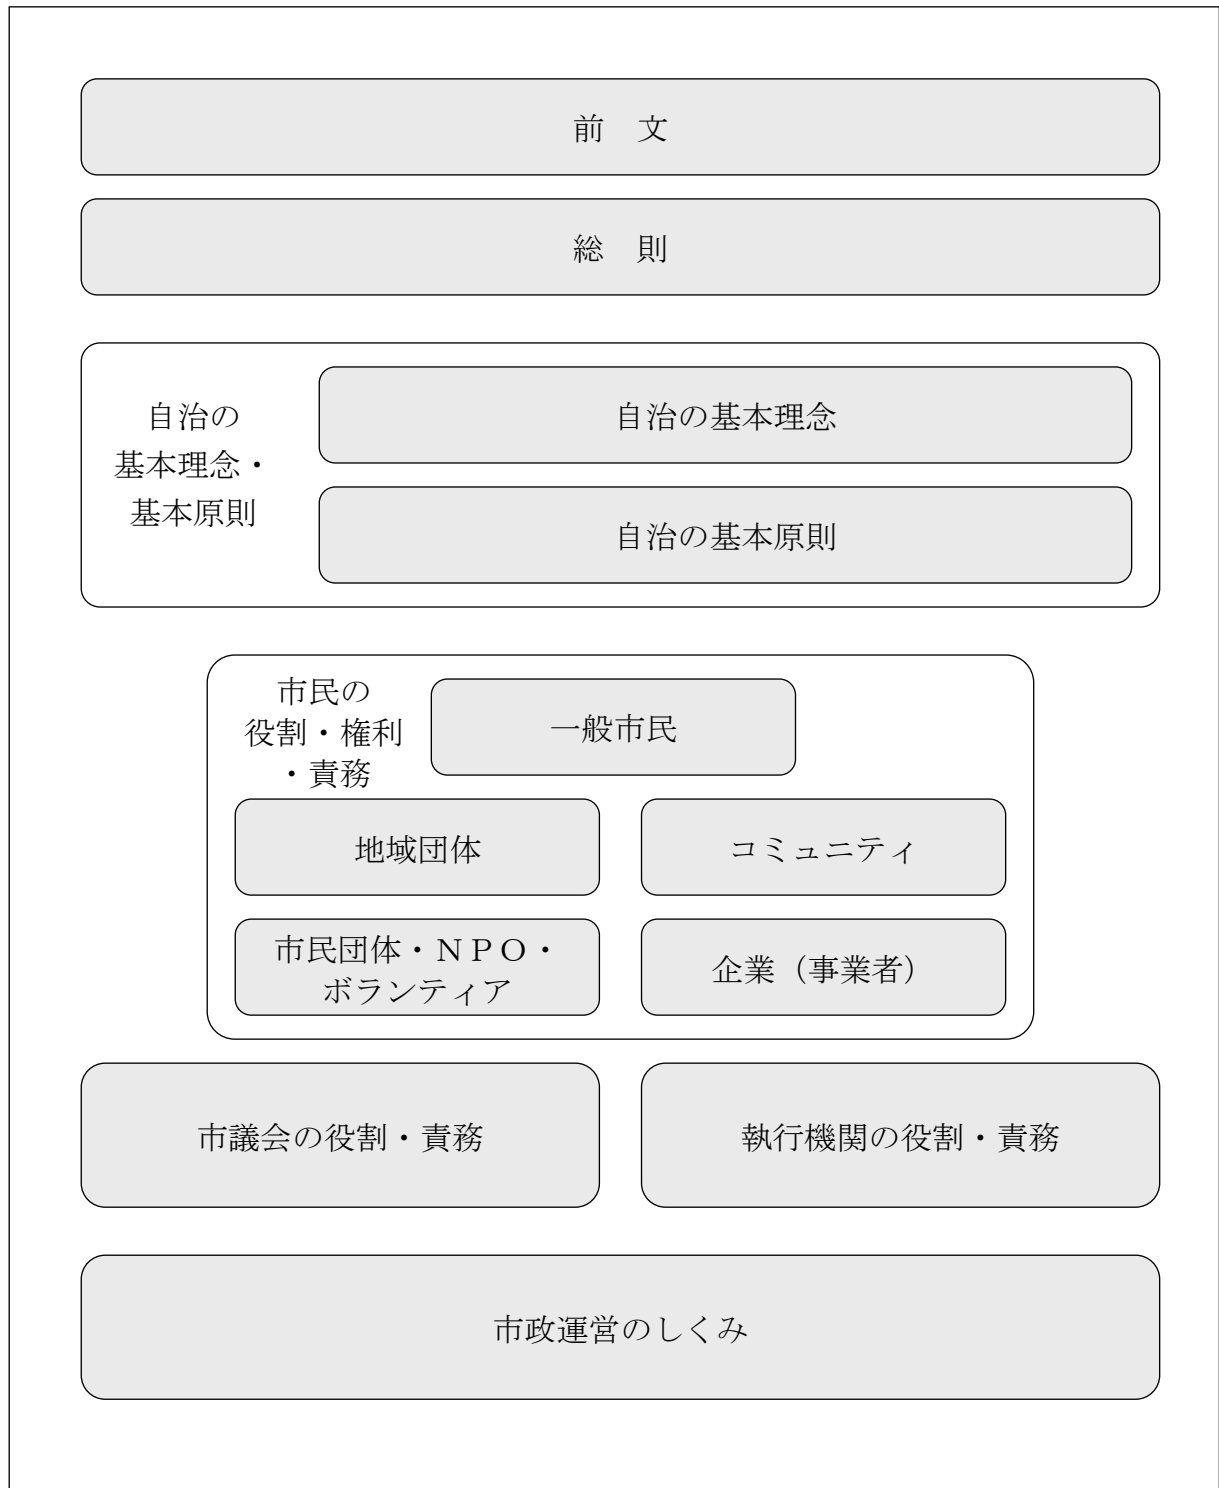 前　文
総　則
自治の
基本理念・
基本原則
自治の基本理念
自治の基本原則
市民の
役割・権利
・責務
一般市民
地域団体
コミュニティ
市民団体・ＮＰＯ・
ボランティア
企業（事業者）
市議会の役割・責務
執行機関の役割・責務
市政運営のしくみ